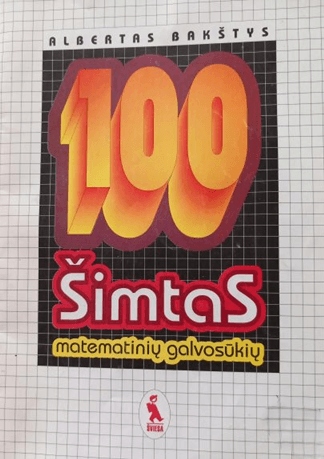 ALBERTAS BAKŠTYS
100
ŠimtaS
matematinių galvosūkių
ŠVIESA